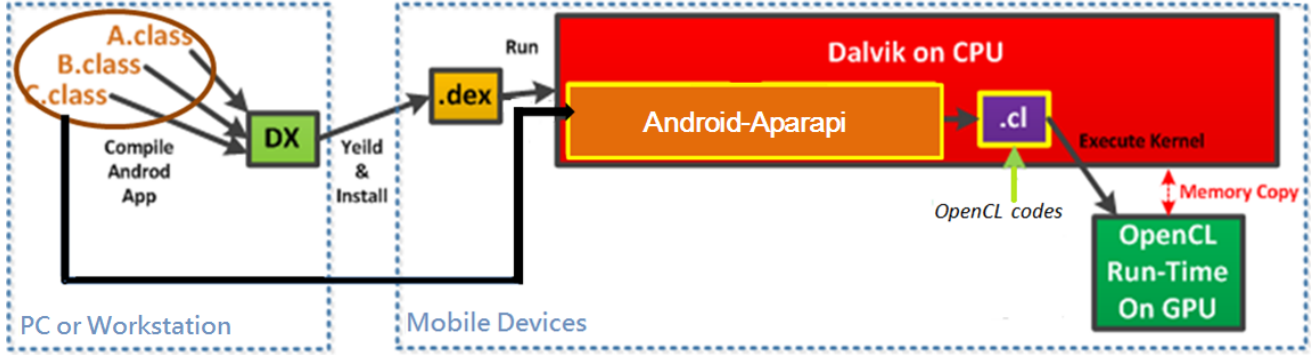 A.class
B.class
C.class
Compile
Androd
App
DX
Yeild
&
Install
.dex
Run
Dalvik on CPU
Android-Aparapi
.cl
Execute Kernel
OpenCL codes
Memory Copy
OpenCL
Run-Time
On GPU
PC or Workstation
Mobile Devices